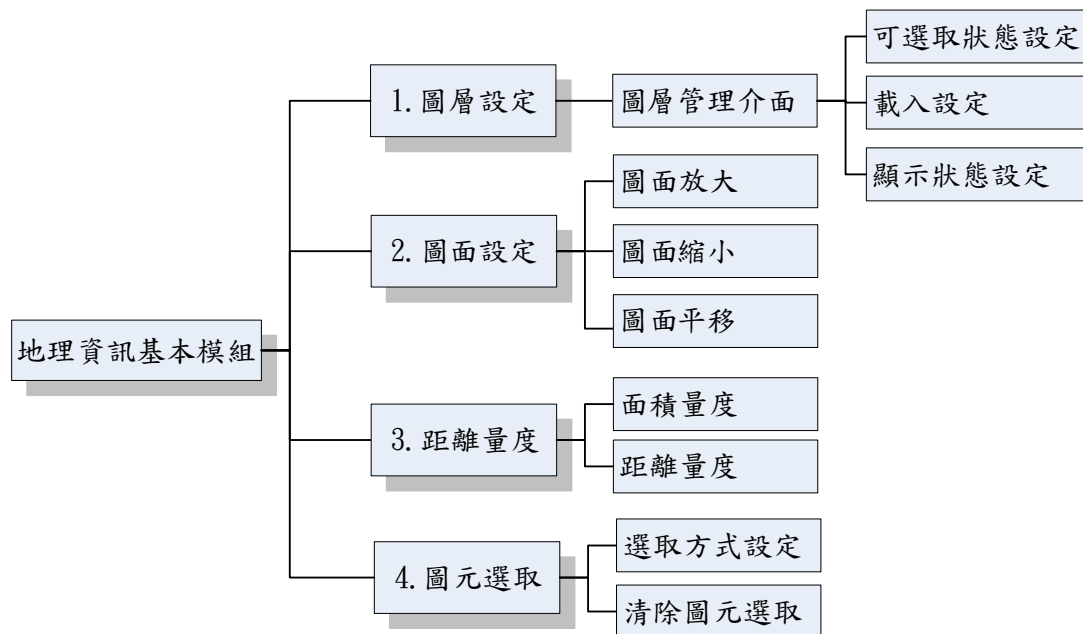 地理資訊基本模組
1.圖層設定
圖層管理介面
可選取狀態設定
載入設定
顯示狀態設定
2.圖面設定
圖面放大
圖面縮小
圖面平移
3.距離量度
面積量度
距離量度
4.圖元選取
選取方式設定
清除圖元選取